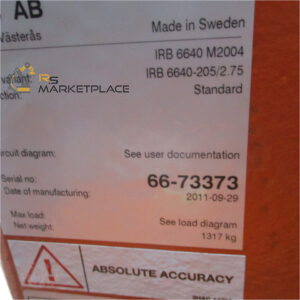 AB
Västerås
Made in Sweden
IRB 6640 M2004
variant: IRB 6640-205/2.75
Standard
RS
MARKETPLACE
circuit diagram: See user documentation
Serial no: 66-73373
Date of manufacturing: 2011-09-29
Max load: See load diagram
Net weight: 1317 kg
ABSOLUTE ACCURACY